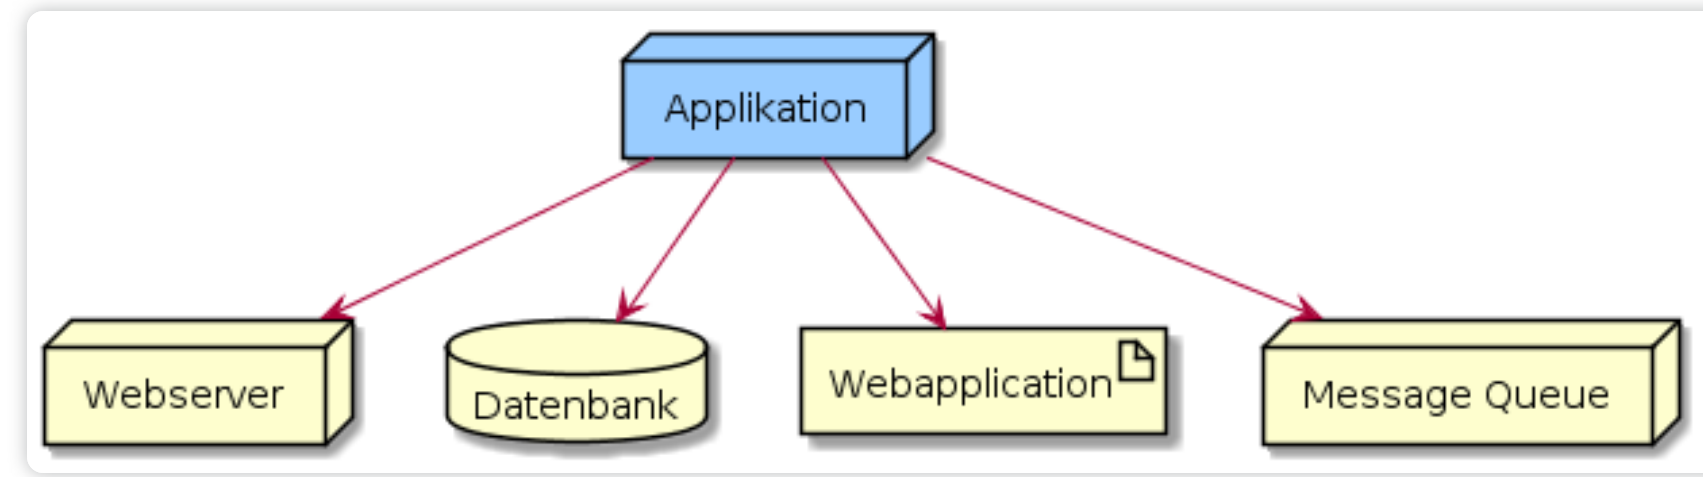 Applikation
Webserver
Datenbank
Webapplication
Message Queue